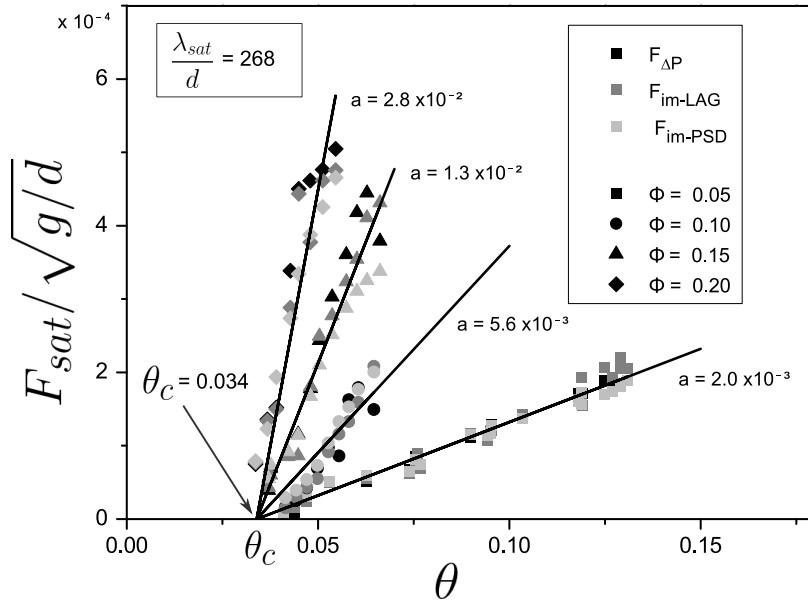 x 10⁻⁴
λsat/d = 268
a = 2.8 x10⁻²
a = 1.3 x10⁻²
a = 5.6 x10⁻³
a = 2.0 x10⁻³
F∆P
Fim-LAG
Fim-PSD
Φ = 0.05
Φ = 0.10
Φ = 0.15
Φ = 0.20
6
4
2
0
Fsat/√g/d
θc = 0.034
θc
0.00
0.05
0.10
0.15
θ